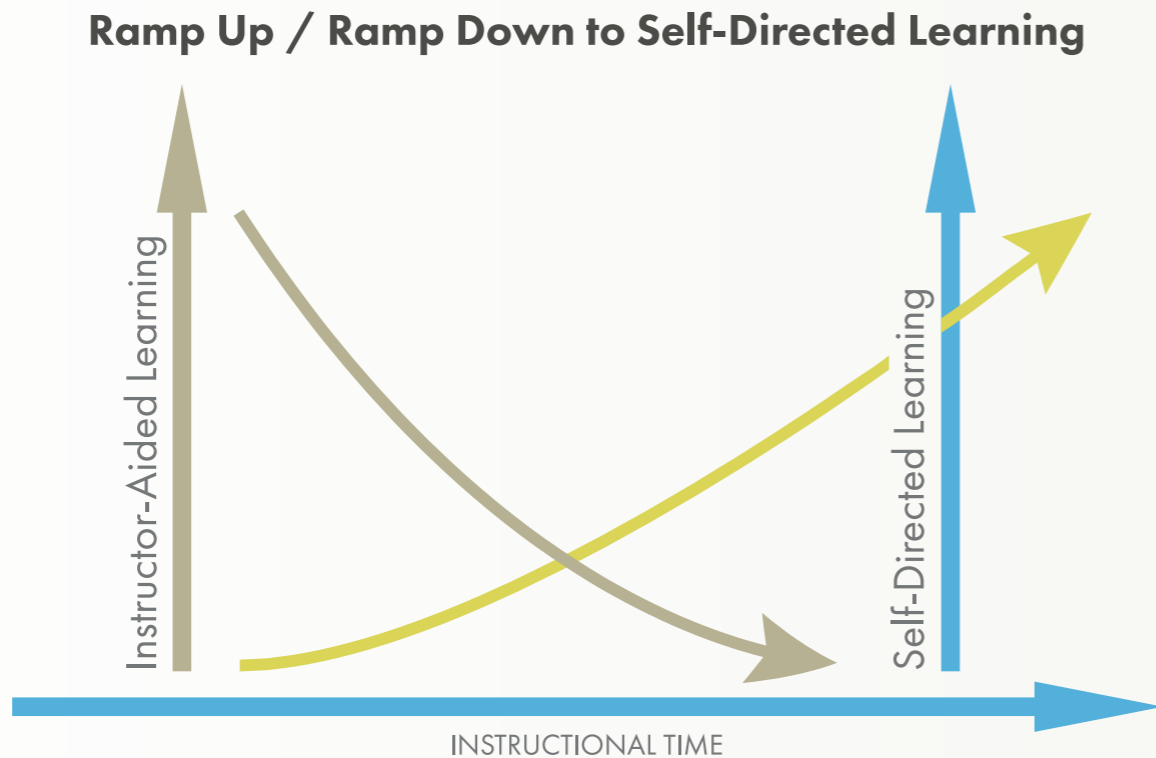 Ramp Up / Ramp Down to Self-Directed Learning
Instructor-Aided Learning
Self-Directed Learning
INSTRUCTIONAL TIME